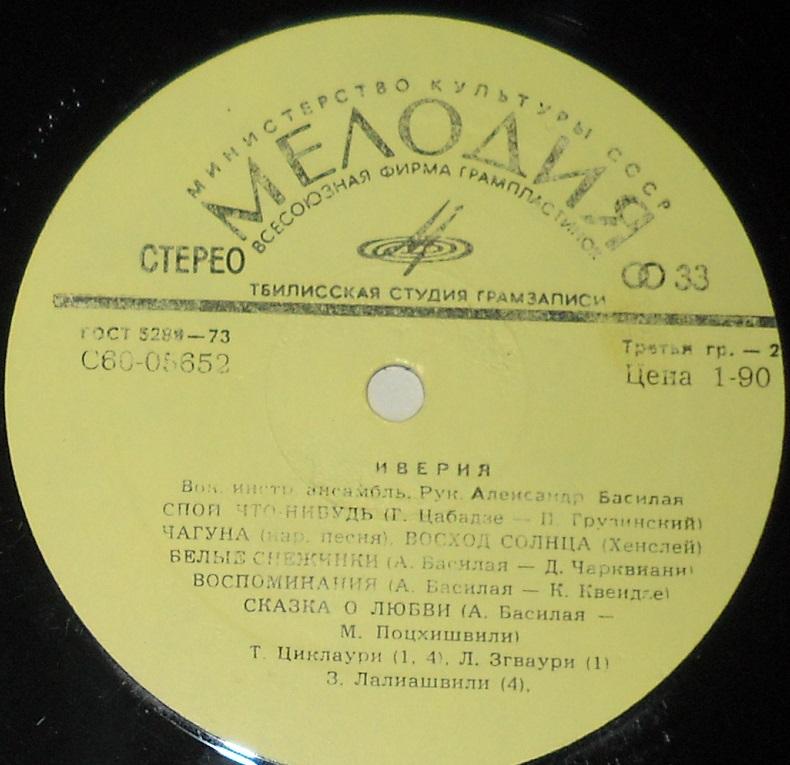 МИНИСТЕРСТВО КУЛЬТУРЫ СССР
МЕЛОДИЯ
ВСЕСОЮЗНАЯ ФИРМА ГРАМПЛАСТИНОК
СТЕРЕО
33
ТБИЛИССКАЯ СТУДИЯ ГРАМЗАПИСИ
ГОСТ 5289—73
С60-05652
Третья гр. — 2
Цена 1-90
ИВЕРИЯ
Вок. инстр. ансамбль. Рук. Александр Басилая
СПОЙ ЧТО-НИБУДЬ (Г. Цабадзе — П. Грузинский)
ЧАГУНА (нар. песня), ВОСХОД СОЛНЦА (Хенслей)
БЕЛЫЕ СНЕЖИНКИ (А. Басилая — Д. Чарквиани)
ВОСПОМИНАНИЯ (А. Басилая — К. Квендзе)
СКАЗКА О ЛЮБВИ (А. Басилая —
М. Поцхишвили)
Т. Циклаури (1, 4), Л. Згваури (1)
З. Лалиашвили (4),